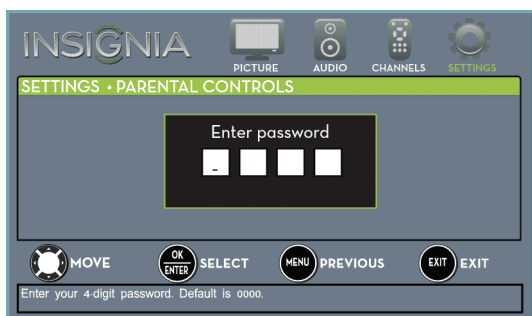 INSIGNIA
PICTURE AUDIO CHANNELS SETTINGS
SETTINGS • PARENTAL CONTROLS
Enter password
-
MOVE OK ENTER SELECT MENU PREVIOUS EXIT EXIT
Enter your 4-digit password. Default is 0000.